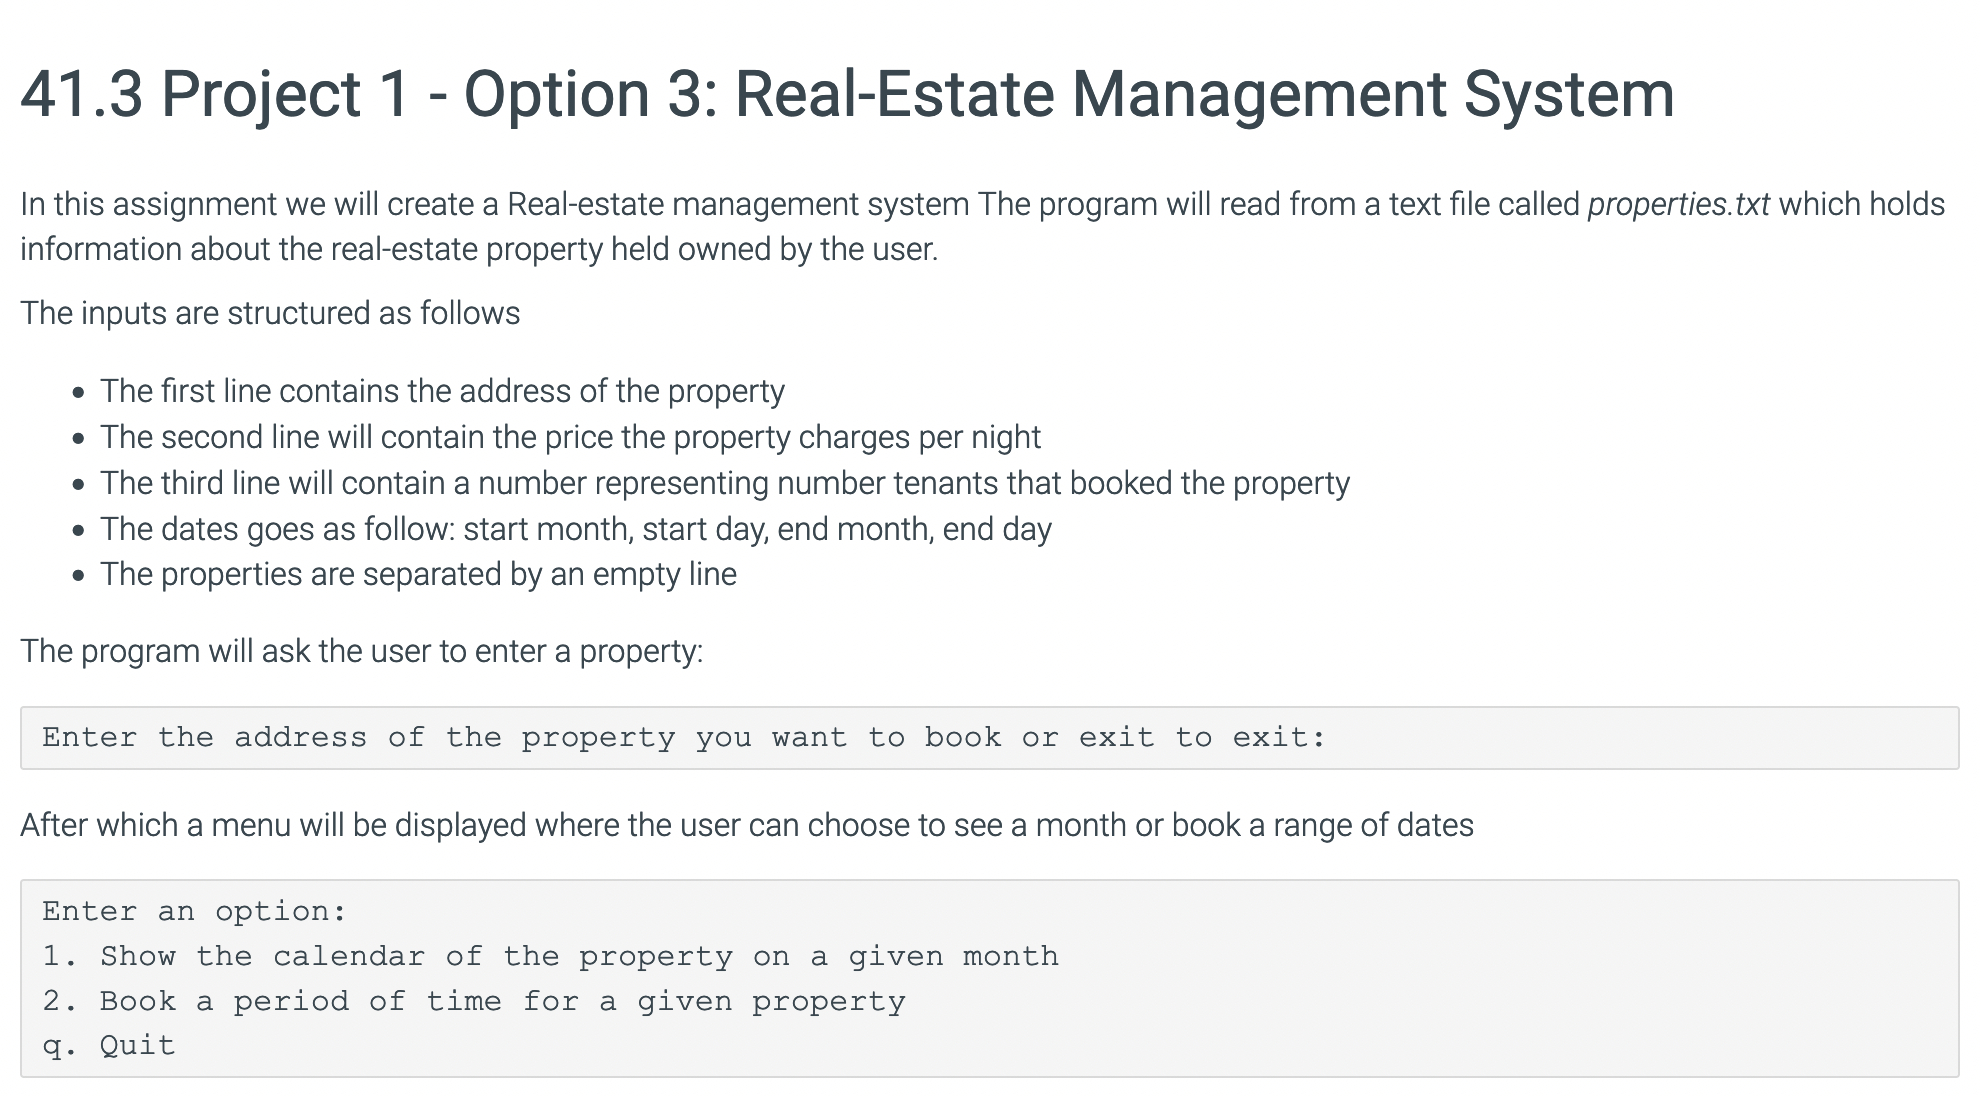 41.3 Project 1 - Option 3: Real-Estate Management System
In this assignment we will create a Real-estate management system The program will read from a text file called properties.txt which holds
information about the real-estate property held owned by the user.
The inputs are structured as follows
• The first line contains the address of the property
• The second line will contain the price the property charges per night
• The third line will contain a number representing number tenants that booked the property
• The dates goes as follow: start month, start day, end month, end day
• The properties are separated by an empty line
The program will ask the user to enter a property:
Enter the address of the property you want to book or exit to exit:
After which a menu will be displayed where the user can choose to see a month or book a range of dates
Enter an option:
1. Show the calendar of the property on a given month
2. Book a period of time for a given property
q. Quit